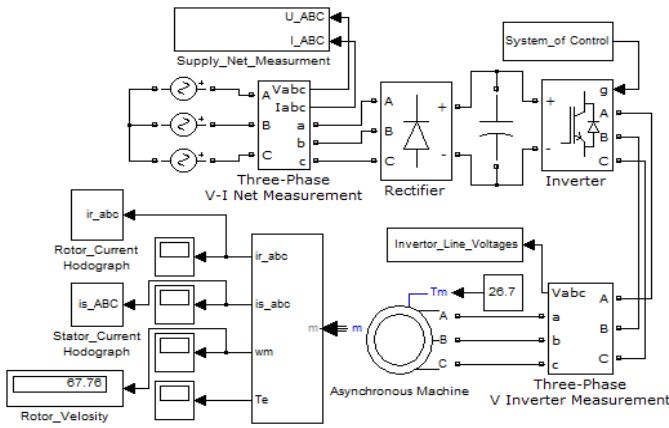 U_ABC
I_ABC
Supply_Net_Measurment
System_of Control
A
B
C
Vabc
Iabc
a
b
c
Three-Phase
V-I Net Measurement
A
B
C
+
-
Rectifier
+
-
g
A
B
C
Inverter
+
+
+
ir_abc
Rotor_Current
Hodograph
is_ABC
Stator_Current
Hodograph
67.76
Rotor_Velosity
ir_abc
is_abc
wm
Te
m
m
Invertor_Line_Voltages
Tm
26.7
A
B
C
Asynchronous Machine
Vabc
a
b
c
A
B
C
Three-Phase
V Inverter Measurement